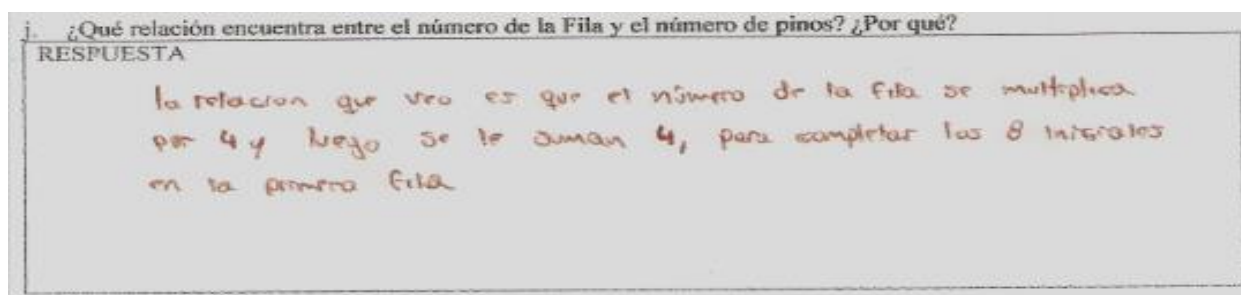 j. ¿Qué relación encuentra entre el número de la Fila y el número de pinos? ¿Por qué?
RESPUESTA
la relacion que veo es que el número de la fila se multiplica
por 4 y luego se le suman 4, para completar los 8 iniciales
en la primera fila